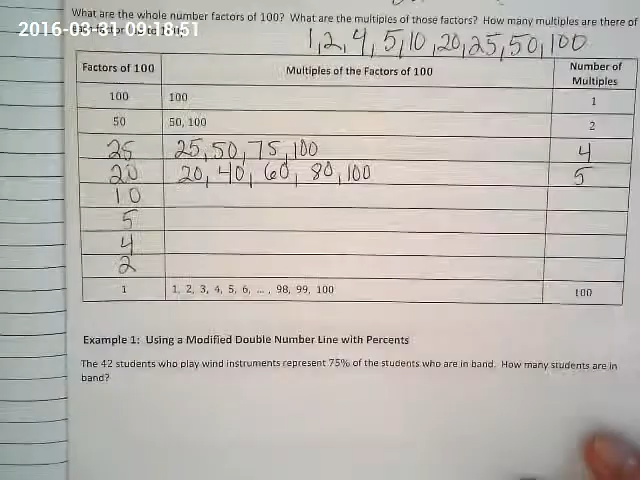 What are the whole number factors of 100? What are the multiples of those factors? How many multiples are there of
2016-03-31 09:18:51
1, 2, 4, 5, 10, 20, 25, 50, 100
Factors of 100 Multiples of the Factors of 100 Number of Multiples
100 100 1
50 50, 100 2
25 25, 50, 75, 100 4
20 20, 40, 60, 80, 100 5
10
5
4
2
1 1, 2, 3, 4, 5, 6, … , 98, 99, 100 100
Example 1: Using a Modified Double Number Line with Percents
The 42 students who play wind instruments represent 75% of the students who are in band. How many students are in
band?